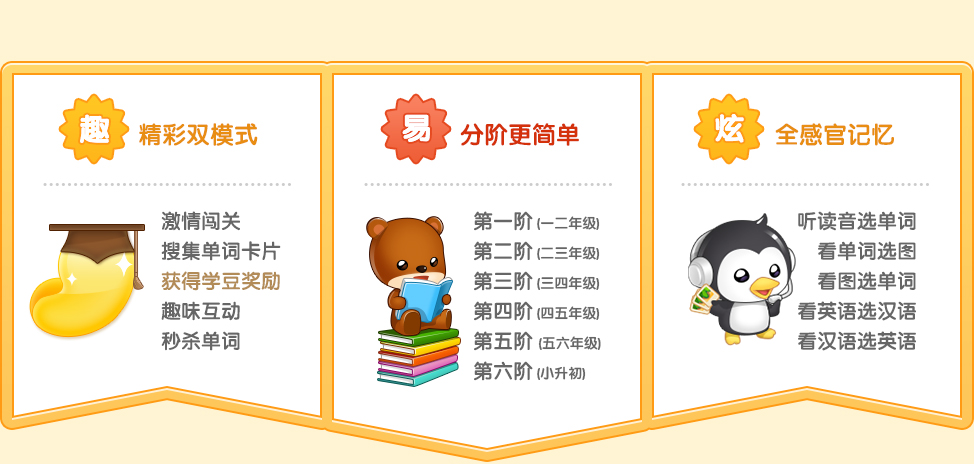 趣 精彩双模式
激情闯关
搜集单词卡片
获得学豆奖励
趣味互动
秒杀单词
易 分阶更简单
第一阶 (一二年级)
第二阶 (二三年级)
第三阶 (三四年级)
第四阶 (四五年级)
第五阶 (五六年级)
第六阶 (小升初)
炫 全感官记忆
听读音选单词
看单词选图
看图选单词
看英语选汉语
看汉语选英语